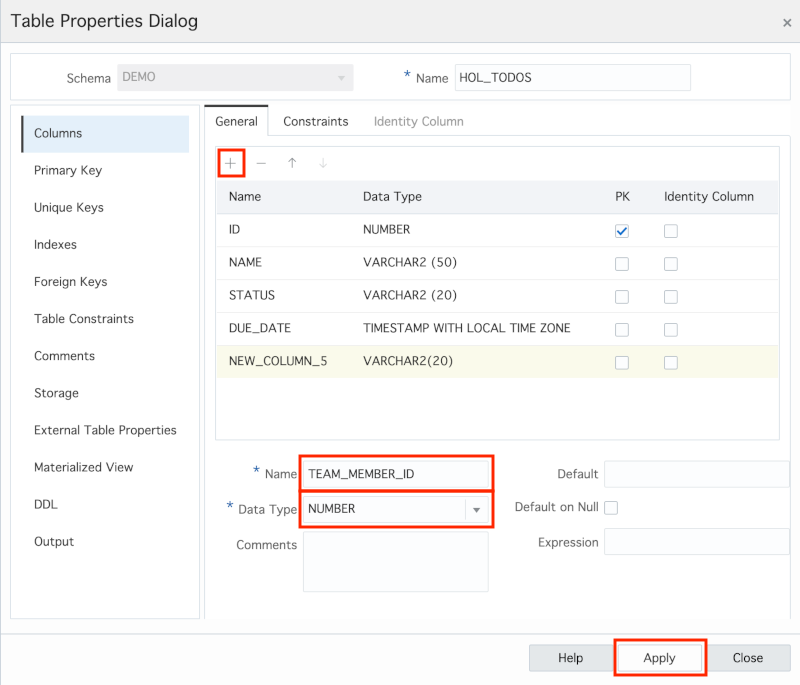 Table Properties Dialog
Schema DEMO * Name HOL_TODOS
Columns
Primary Key
Unique Keys
Indexes
Foreign Keys
Table Constraints
Comments
Storage
External Table Properties
Materialized View
DDL
Output
General Constraints Identity Column
Name Data Type PK Identity Column
ID NUMBER
NAME VARCHAR2 (50)
STATUS VARCHAR2 (20)
DUE_DATE TIMESTAMP WITH LOCAL TIME ZONE
NEW_COLUMN_5 VARCHAR2(20)
* Name TEAM_MEMBER_ID Default
* Data Type NUMBER Default on Null
Comments Expression
Help Apply Close